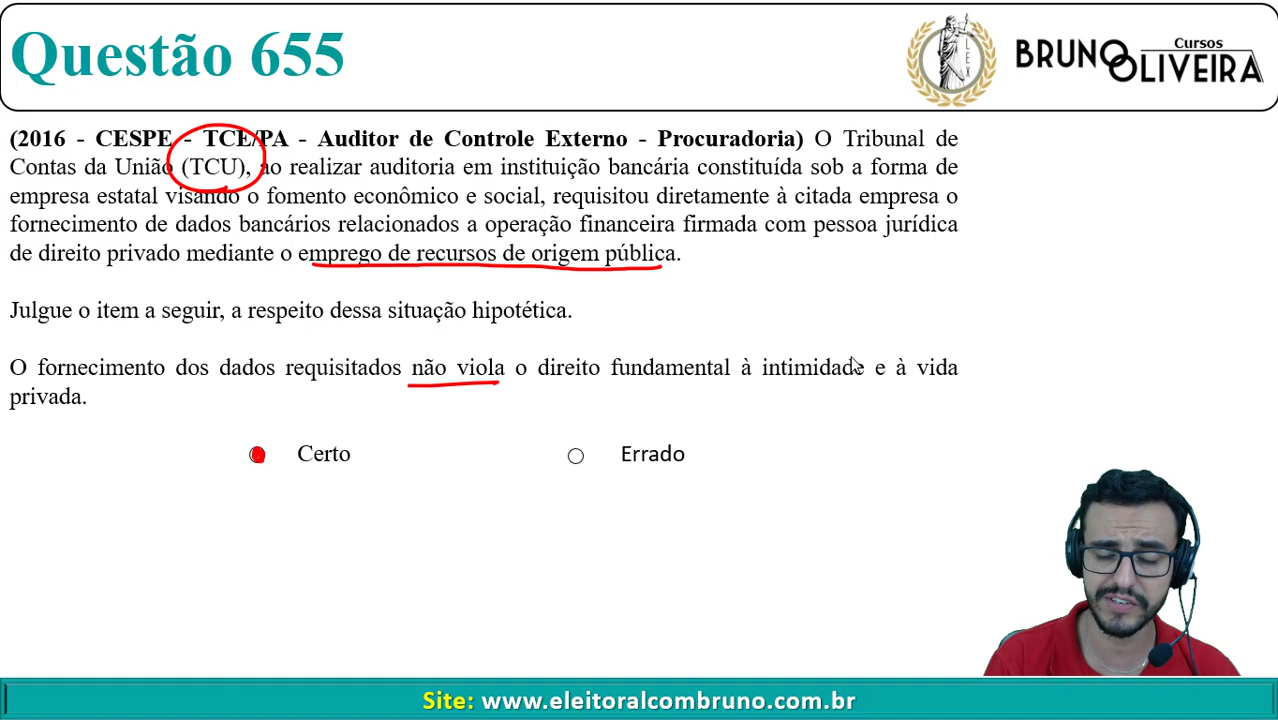 Questão 655
Cursos
BRUNO OLIVEIRA
LEX
(2016 - CESPE - TCE/PA - Auditor de Controle Externo - Procuradoria) O Tribunal de
Contas da União (TCU), ao realizar auditoria em instituição bancária constituída sob a forma de
empresa estatal visando o fomento econômico e social, requisitou diretamente à citada empresa o
fornecimento de dados bancários relacionados a operação financeira firmada com pessoa jurídica
de direito privado mediante o emprego de recursos de origem pública.
Julgue o item a seguir, a respeito dessa situação hipotética.
O fornecimento dos dados requisitados não viola o direito fundamental à intimidade e à vida
privada.
Certo
Errado
Site: www.eleitoralcombruno.com.br